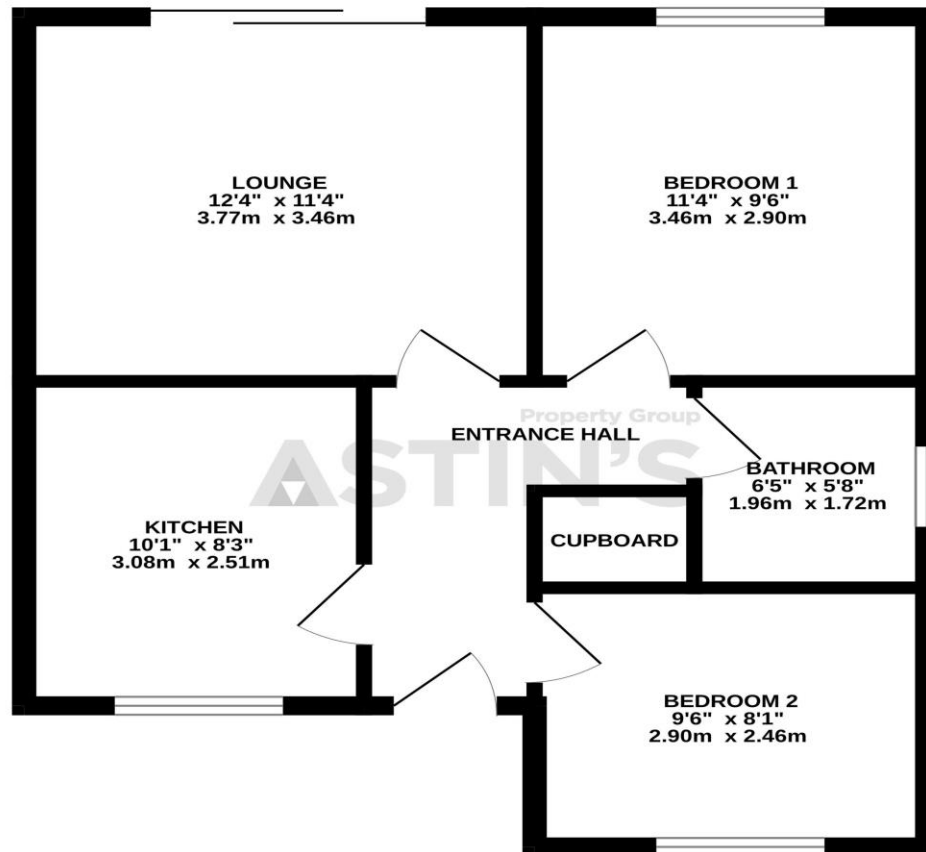 LOUNGE
12'4" x 11'4"
3.77m x 3.46m
BEDROOM 1
11'4" x 9'6"
3.46m x 2.90m
Property Group
ASTIN'S
ENTRANCE HALL
BATHROOM
6'5" x 5'8"
1.96m x 1.72m
KITCHEN
10'1" x 8'3"
3.08m x 2.51m
CUPBOARD
BEDROOM 2
9'6" x 8'1"
2.90m x 2.46m